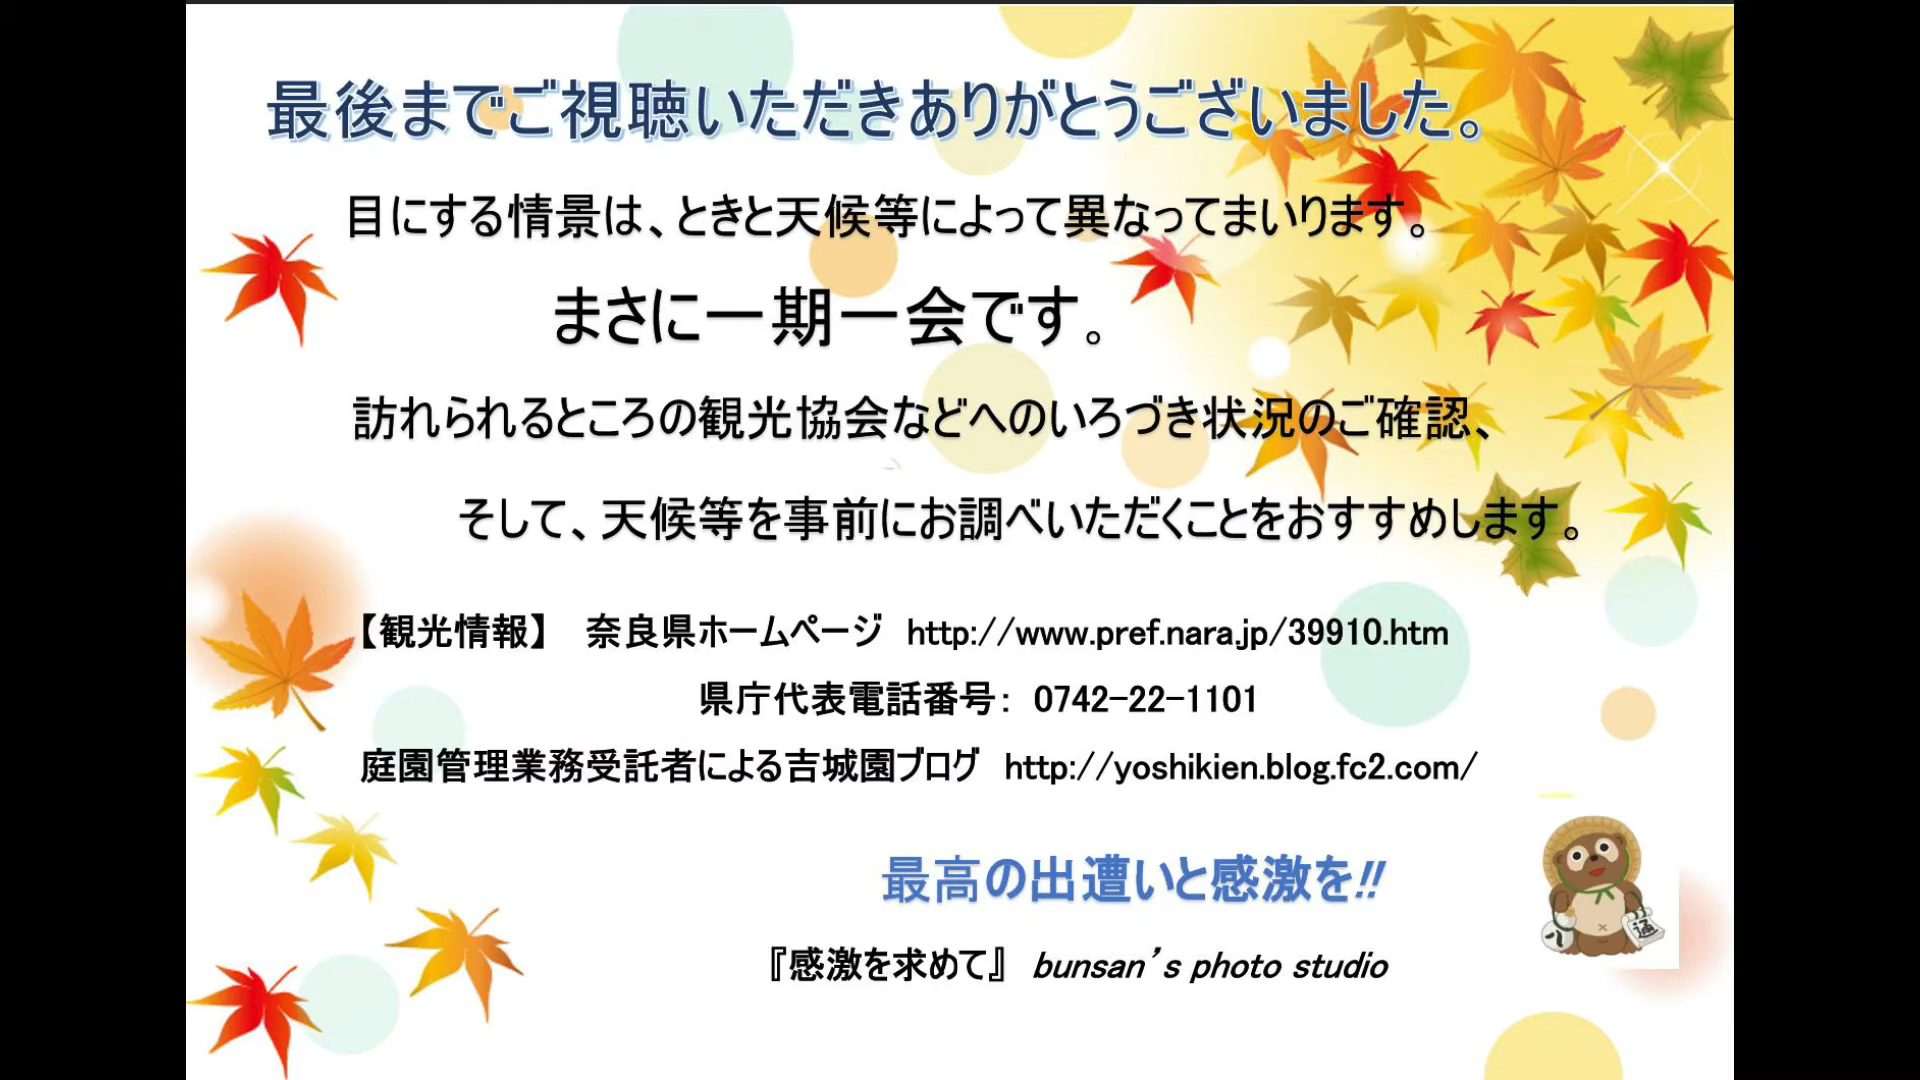 最後までご視聴いただきありがとうございました。
目にする情景は、ときと天候等によって異なってまいります。
まさに一期一会です。
訪れられるところの観光協会などへのいろづき状況のご確認、
そして、天候等を事前にお調べいただくことをおすすめします。
【観光情報】 奈良県ホームページ http://www.pref.nara.jp/39910.htm
県庁代表電話番号： 0742-22-1101
庭園管理業務受託者による吉城園ブログ http://yoshikien.blog.fc2.com/
最高の出遭いと感激を!!
『感激を求めて』 bunsan's photo studio
八
通